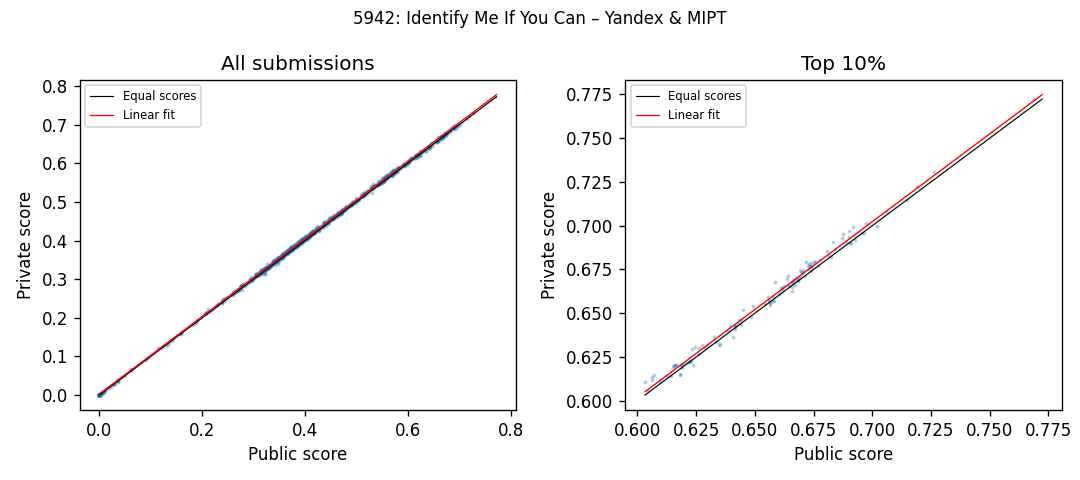 5942: Identify Me If You Can – Yandex & MIPT
All submissions
Equal scores
Linear fit
Private score
0.8
0.7
0.6
0.5
0.4
0.3
0.2
0.1
0.0
0.0 0.2 0.4 0.6 0.8
Public score
Top 10%
Equal scores
Linear fit
Private score
0.775
0.750
0.725
0.700
0.675
0.650
0.625
0.600
0.600 0.625 0.650 0.675 0.700 0.725 0.750 0.775
Public score